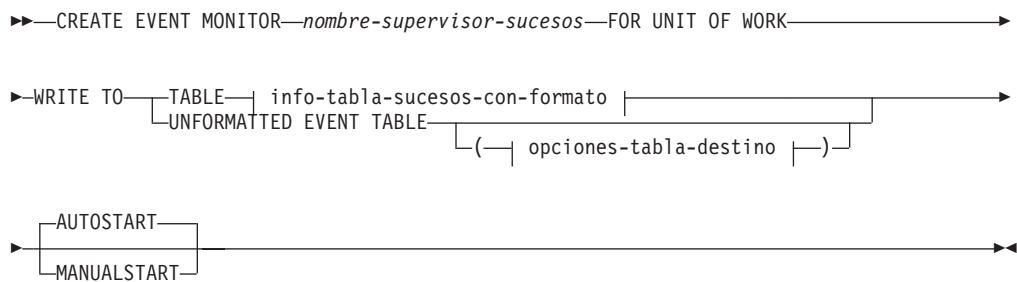 CREATE EVENT MONITOR nombre-supervisor-sucesos FOR UNIT OF WORK
WRITE TO TABLE info-tabla-sucesos-con-formato
UNFORMATTED EVENT TABLE
( opciones-tabla-destino )
AUTOSTART
MANUALSTART